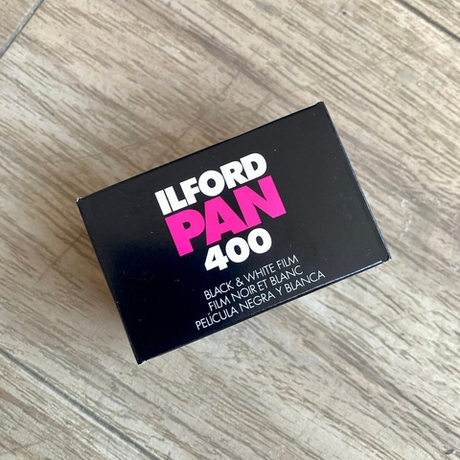 ILFORD
PAN
400
BLACK & WHITE FILM
FILM NOIR ET BLANC
PELÍCULA NEGRA Y BLANCA